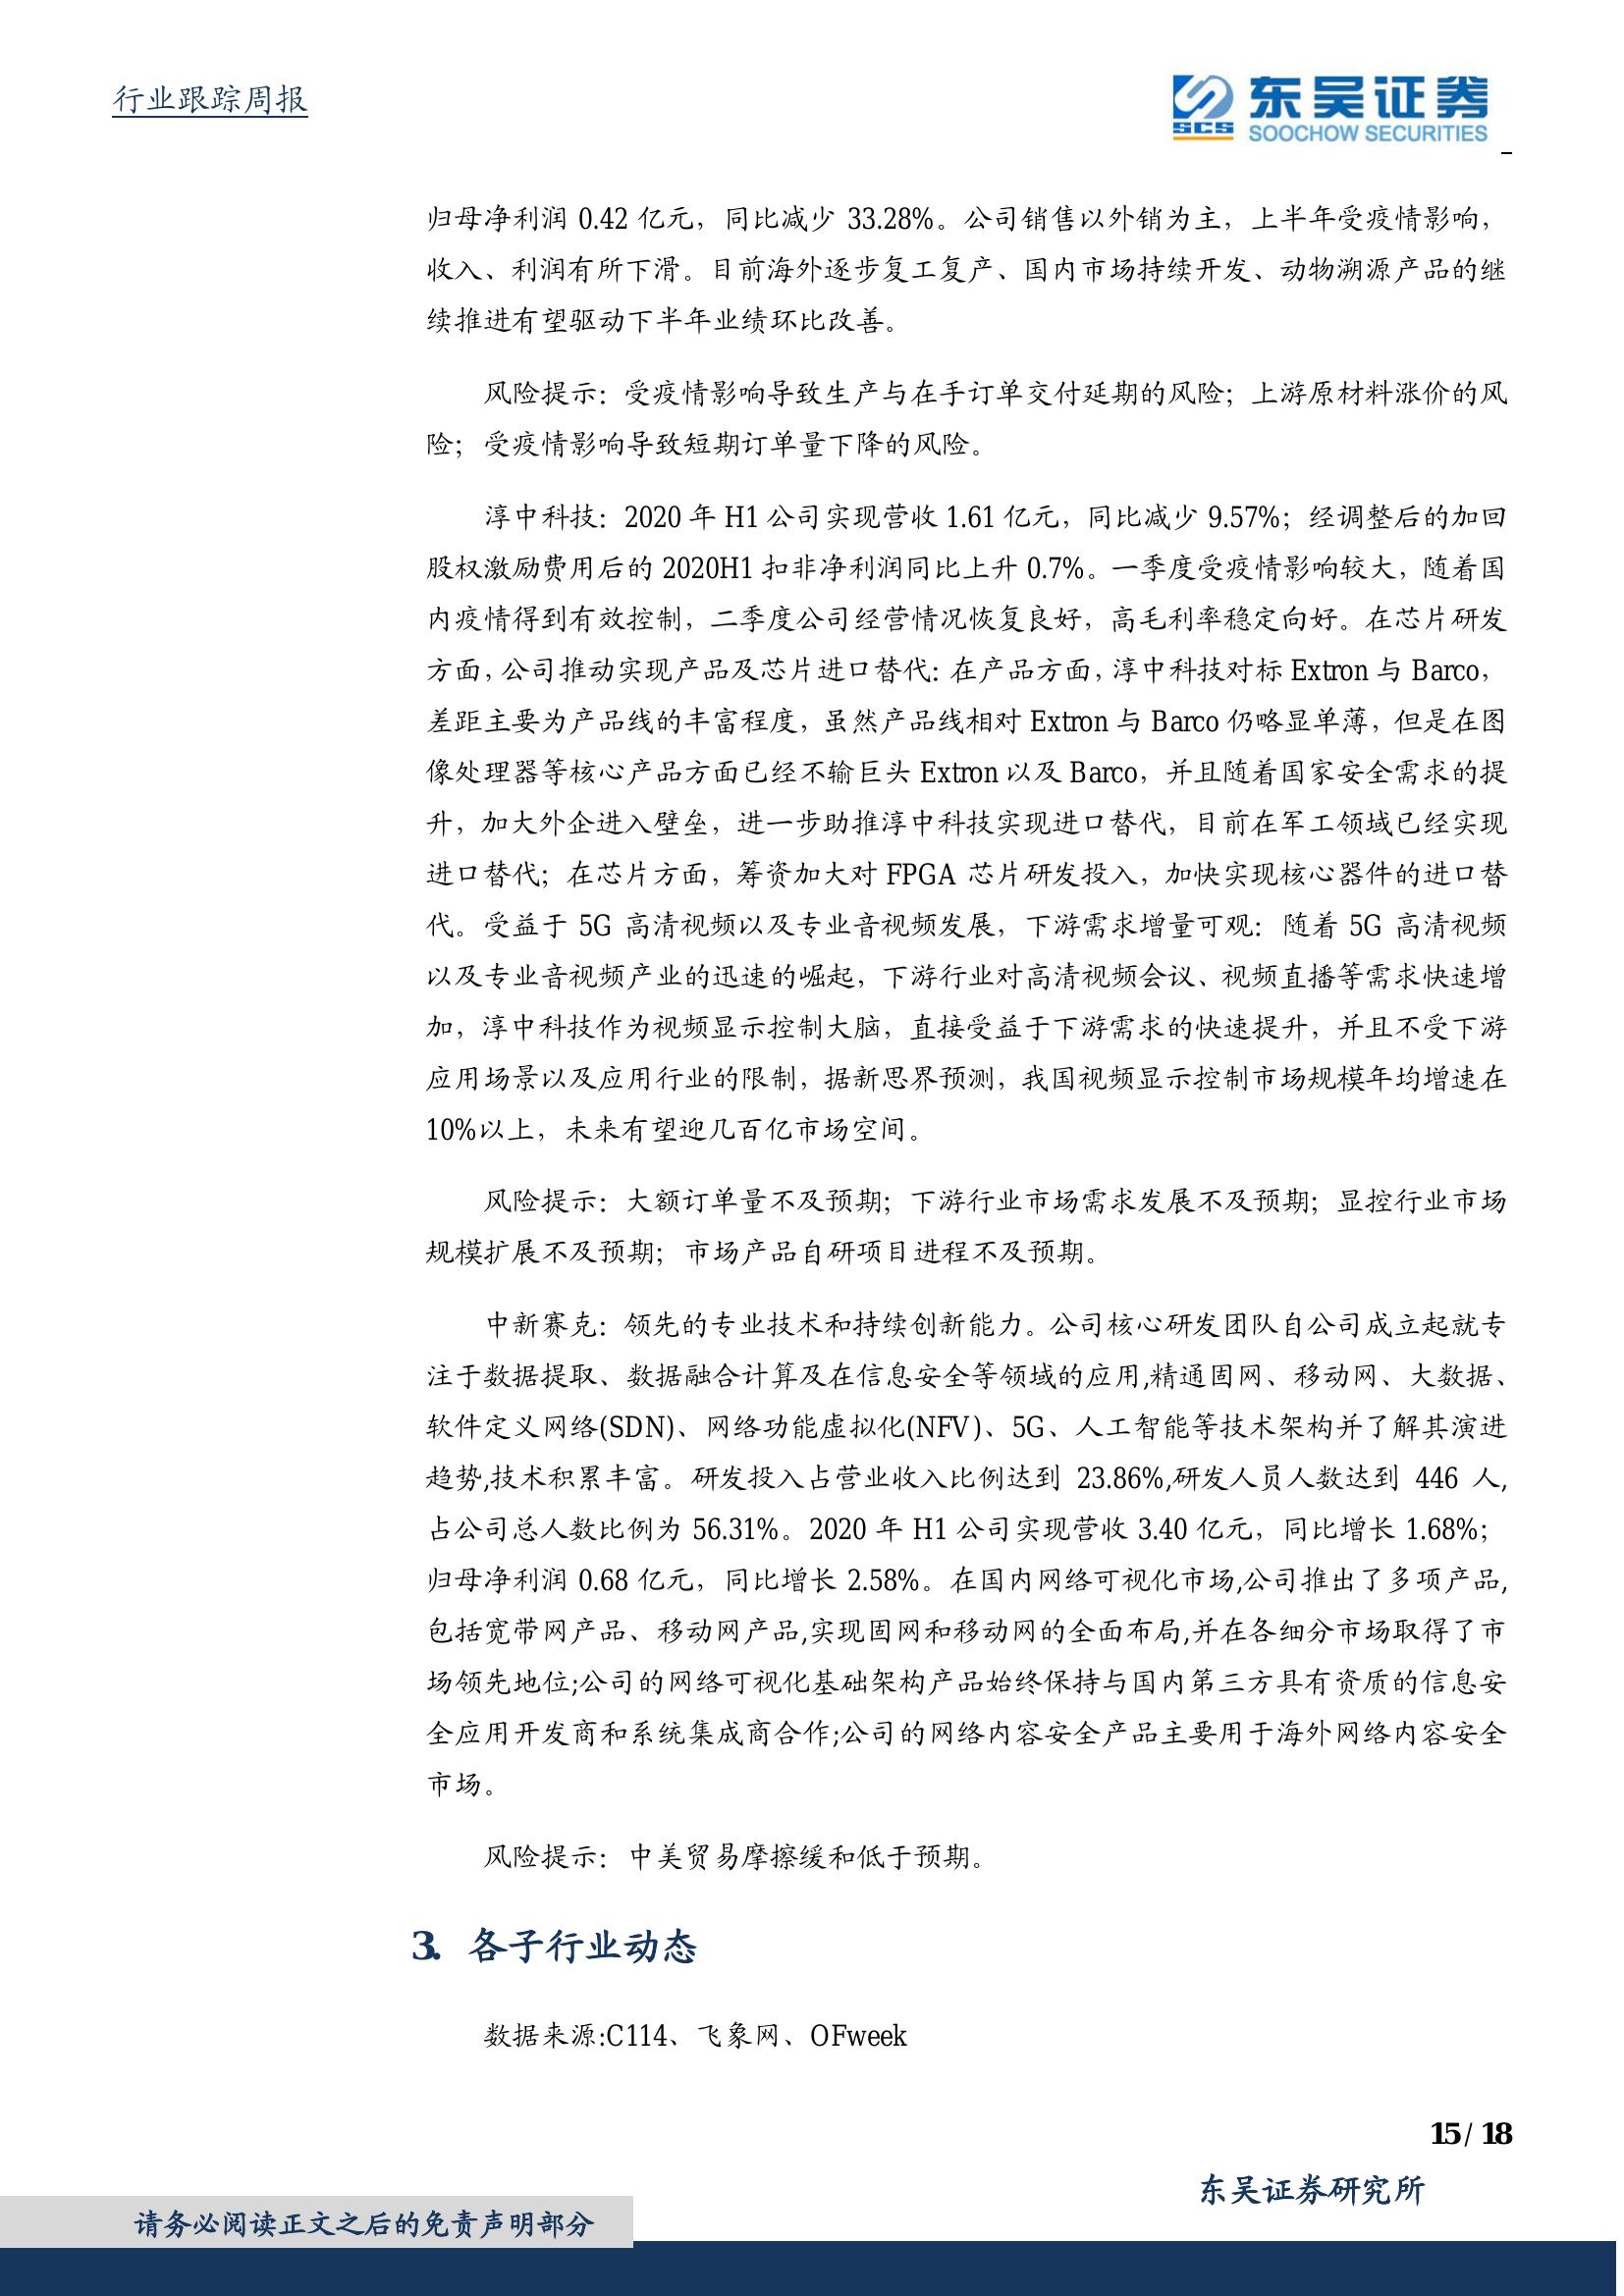 行业跟踪周报
SCS
东吴证券
SOOCHOW SECURITIES
归母净利润 0.42 亿元，同比减少 33.28%。公司销售以外销为主，上半年受疫情影响，
收入、利润有所下滑。目前海外逐步复工复产、国内市场持续开发、动物溯源产品的继
续推进有望驱动下半年业绩环比改善。
风险提示：受疫情影响导致生产与在手订单交付延期的风险；上游原材料涨价的风
险；受疫情影响导致短期订单量下降的风险。
淳中科技：2020 年 H1 公司实现营收 1.61 亿元，同比减少 9.57%；经调整后的加回
股权激励费用后的 2020H1 扣非净利润同比上升 0.7%。一季度受疫情影响较大，随着国
内疫情得到有效控制，二季度公司经营情况恢复良好，高毛利率稳定向好。在芯片研发
方面，公司推动实现产品及芯片进口替代：在产品方面，淳中科技对标 Extron 与 Barco，
差距主要为产品线的丰富程度，虽然产品线相对 Extron 与 Barco 仍略显单薄，但是在图
像处理器等核心产品方面已经不输巨头 Extron 以及 Barco，并且随着国家安全需求的提
升，加大外企进入壁垒，进一步助推淳中科技实现进口替代，目前在军工领域已经实现
进口替代；在芯片方面，筹资加大对 FPGA 芯片研发投入，加快实现核心器件的进口替
代。受益于 5G 高清视频以及专业音视频发展，下游需求增量可观：随着 5G 高清视频
以及专业音视频产业的迅速的崛起，下游行业对高清视频会议、视频直播等需求快速增
加，淳中科技作为视频显示控制大脑，直接受益于下游需求的快速提升，并且不受下游
应用场景以及应用行业的限制，据新思界预测，我国视频显示控制市场规模年均增速在
10%以上，未来有望迎几百亿市场空间。
风险提示：大额订单量不及预期；下游行业市场需求发展不及预期；显控行业市场
规模扩展不及预期；市场产品自研项目进程不及预期。
中新赛克：领先的专业技术和持续创新能力。公司核心研发团队自公司成立起就专
注于数据提取、数据融合计算及在信息安全等领域的应用,精通固网、移动网、大数据、
软件定义网络(SDN)、网络功能虚拟化(NFV)、5G、人工智能等技术架构并了解其演进
趋势,技术积累丰富。研发投入占营业收入比例达到 23.86%,研发人员人数达到 446 人,
占公司总人数比例为 56.31%。2020 年 H1 公司实现营收 3.40 亿元，同比增长 1.68%；
归母净利润 0.68 亿元，同比增长 2.58%。在国内网络可视化市场,公司推出了多项产品,
包括宽带网产品、移动网产品,实现固网和移动网的全面布局,并在各细分市场取得了市
场领先地位;公司的网络可视化基础架构产品始终保持与国内第三方具有资质的信息安
全应用开发商和系统集成商合作;公司的网络内容安全产品主要用于海外网络内容安全
市场。
风险提示：中美贸易摩擦缓和低于预期。
3. 各子行业动态
数据来源:C114、飞象网、OFweek
15 / 18
东吴证券研究所
请务必阅读正文之后的免责声明部分